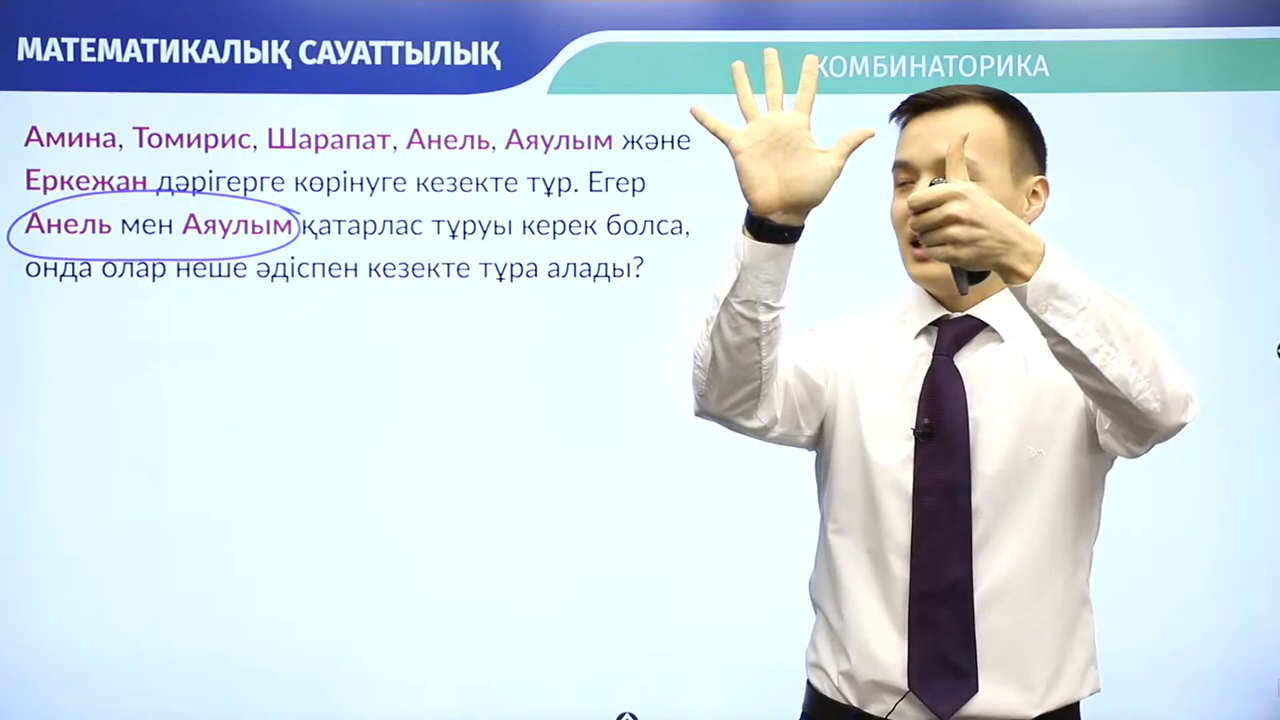 МАТЕМАТИКАЛЫҚ САУАТТЫЛЫҚ
КОМБИНАТОРИКА
Амина, Томирис, Шарапат, Анель, Аяулым және
Еркежан дәрігерге көрінуге кезекте тұр. Егер
Анель мен Аяулым қатарлас тұруы керек болса,
онда олар неше әдіспен кезекте тұра алады?